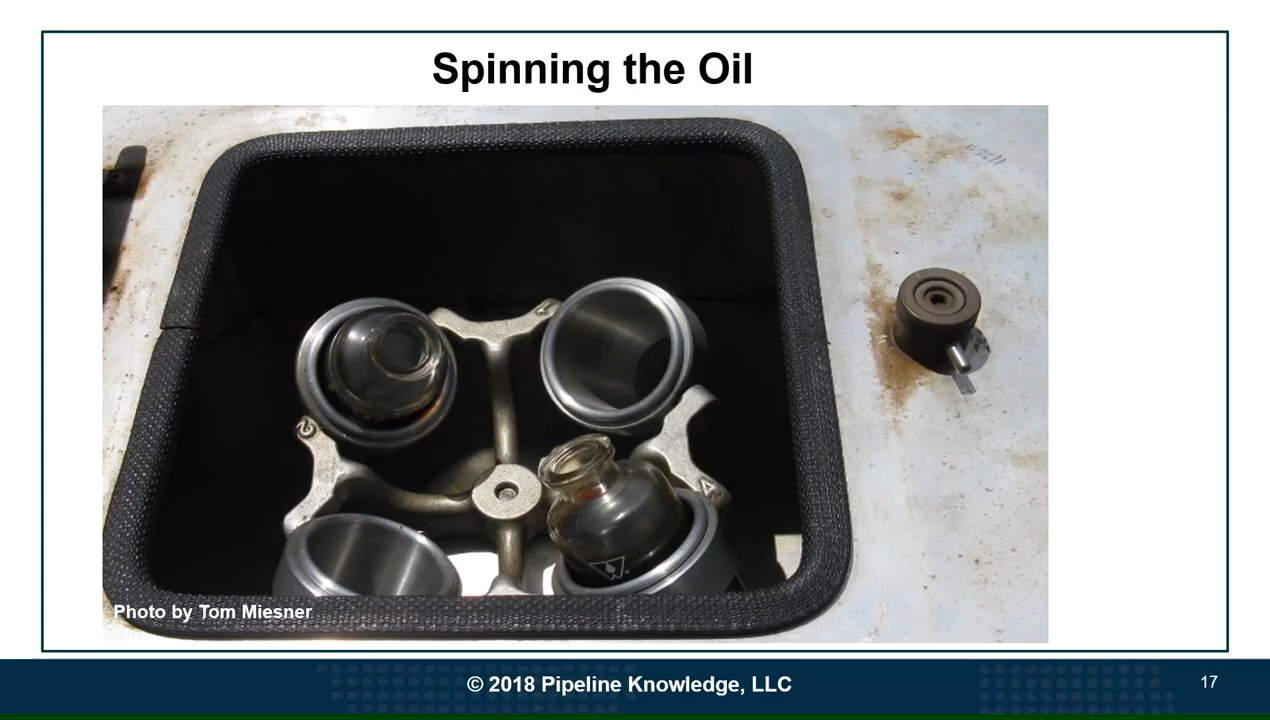 Spinning the Oil
Photo by Tom Miesner
© 2018 Pipeline Knowledge, LLC
17